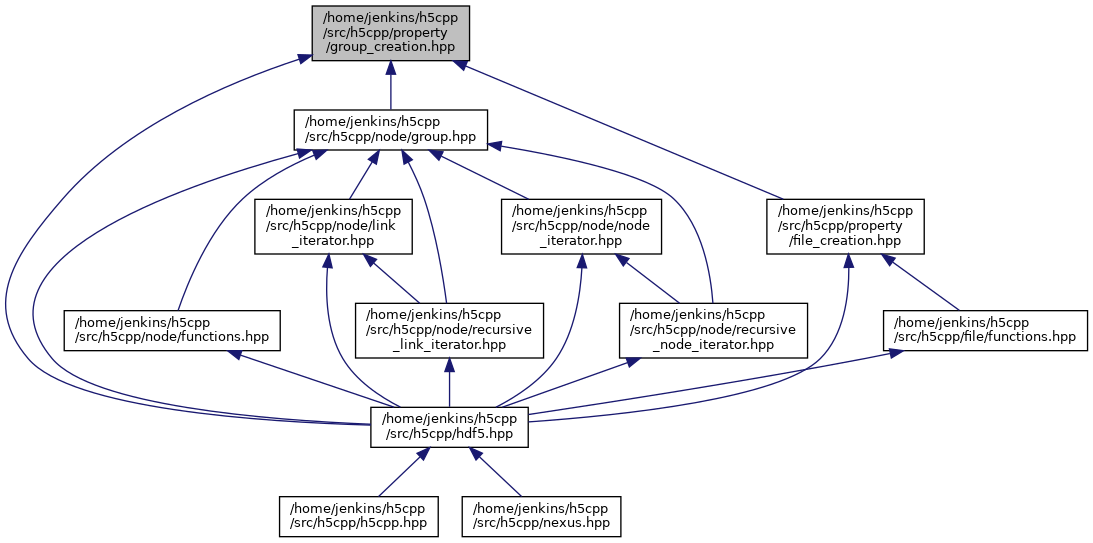 /home/jenkins/h5cpp
/src/h5cpp/property
/group_creation.hpp
/home/jenkins/h5cpp
/src/h5cpp/node/group.hpp
/home/jenkins/h5cpp
/src/h5cpp/node/link
_iterator.hpp
/home/jenkins/h5cpp
/src/h5cpp/node/node
_iterator.hpp
/home/jenkins/h5cpp
/src/h5cpp/property
/file_creation.hpp
/home/jenkins/h5cpp
/src/h5cpp/node/functions.hpp
/home/jenkins/h5cpp
/src/h5cpp/node/recursive
_link_iterator.hpp
/home/jenkins/h5cpp
/src/h5cpp/node/recursive
_node_iterator.hpp
/home/jenkins/h5cpp
/src/h5cpp/file/functions.hpp
/home/jenkins/h5cpp
/src/h5cpp/hdf5.hpp
/home/jenkins/h5cpp
/src/h5cpp/h5cpp.hpp
/home/jenkins/h5cpp
/src/h5cpp/nexus.hpp